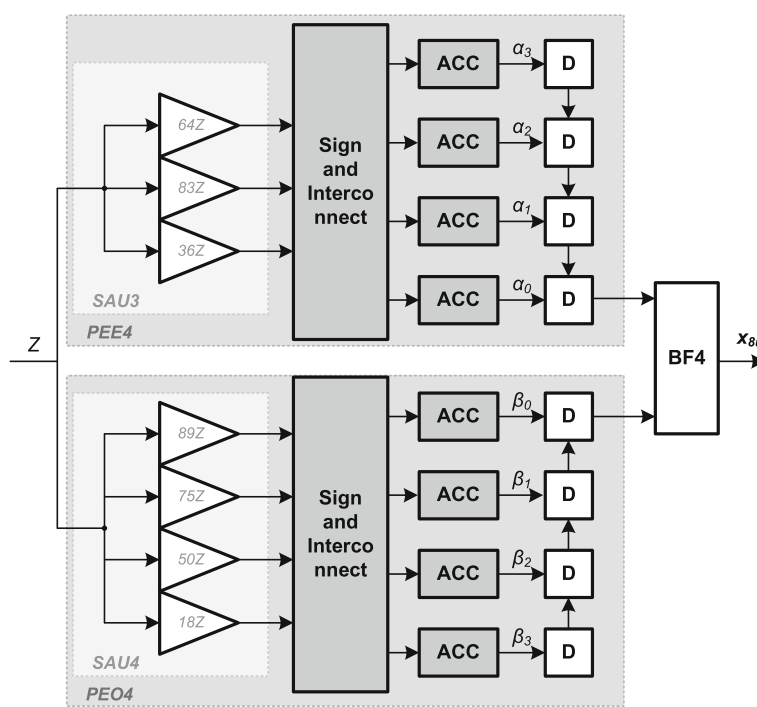 64Z
83Z
36Z
SAU3
PEE4
Sign
and
Interco
nnect
ACC
α3
D
ACC
α2
D
ACC
α1
D
ACC
α0
D
Z
BF4
89Z
75Z
50Z
18Z
SAU4
PEO4
Sign
and
Interco
nnect
ACC
β0
D
ACC
β1
D
ACC
β2
D
ACC
β3
D